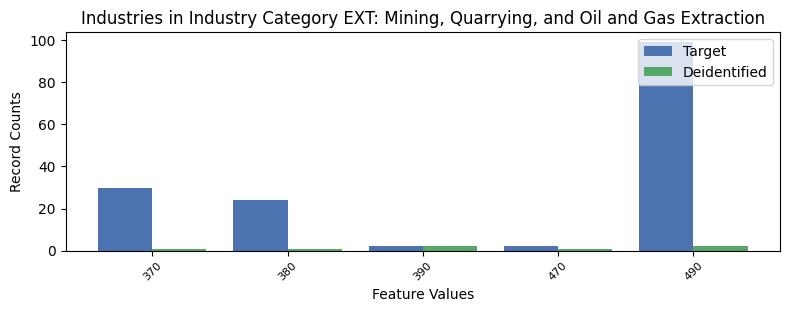 Industries in Industry Category EXT: Mining, Quarrying, and Oil and Gas Extraction
Target
Deidentified
Record Counts
100
80
60
40
20
0
370
380
390
470
490
Feature Values